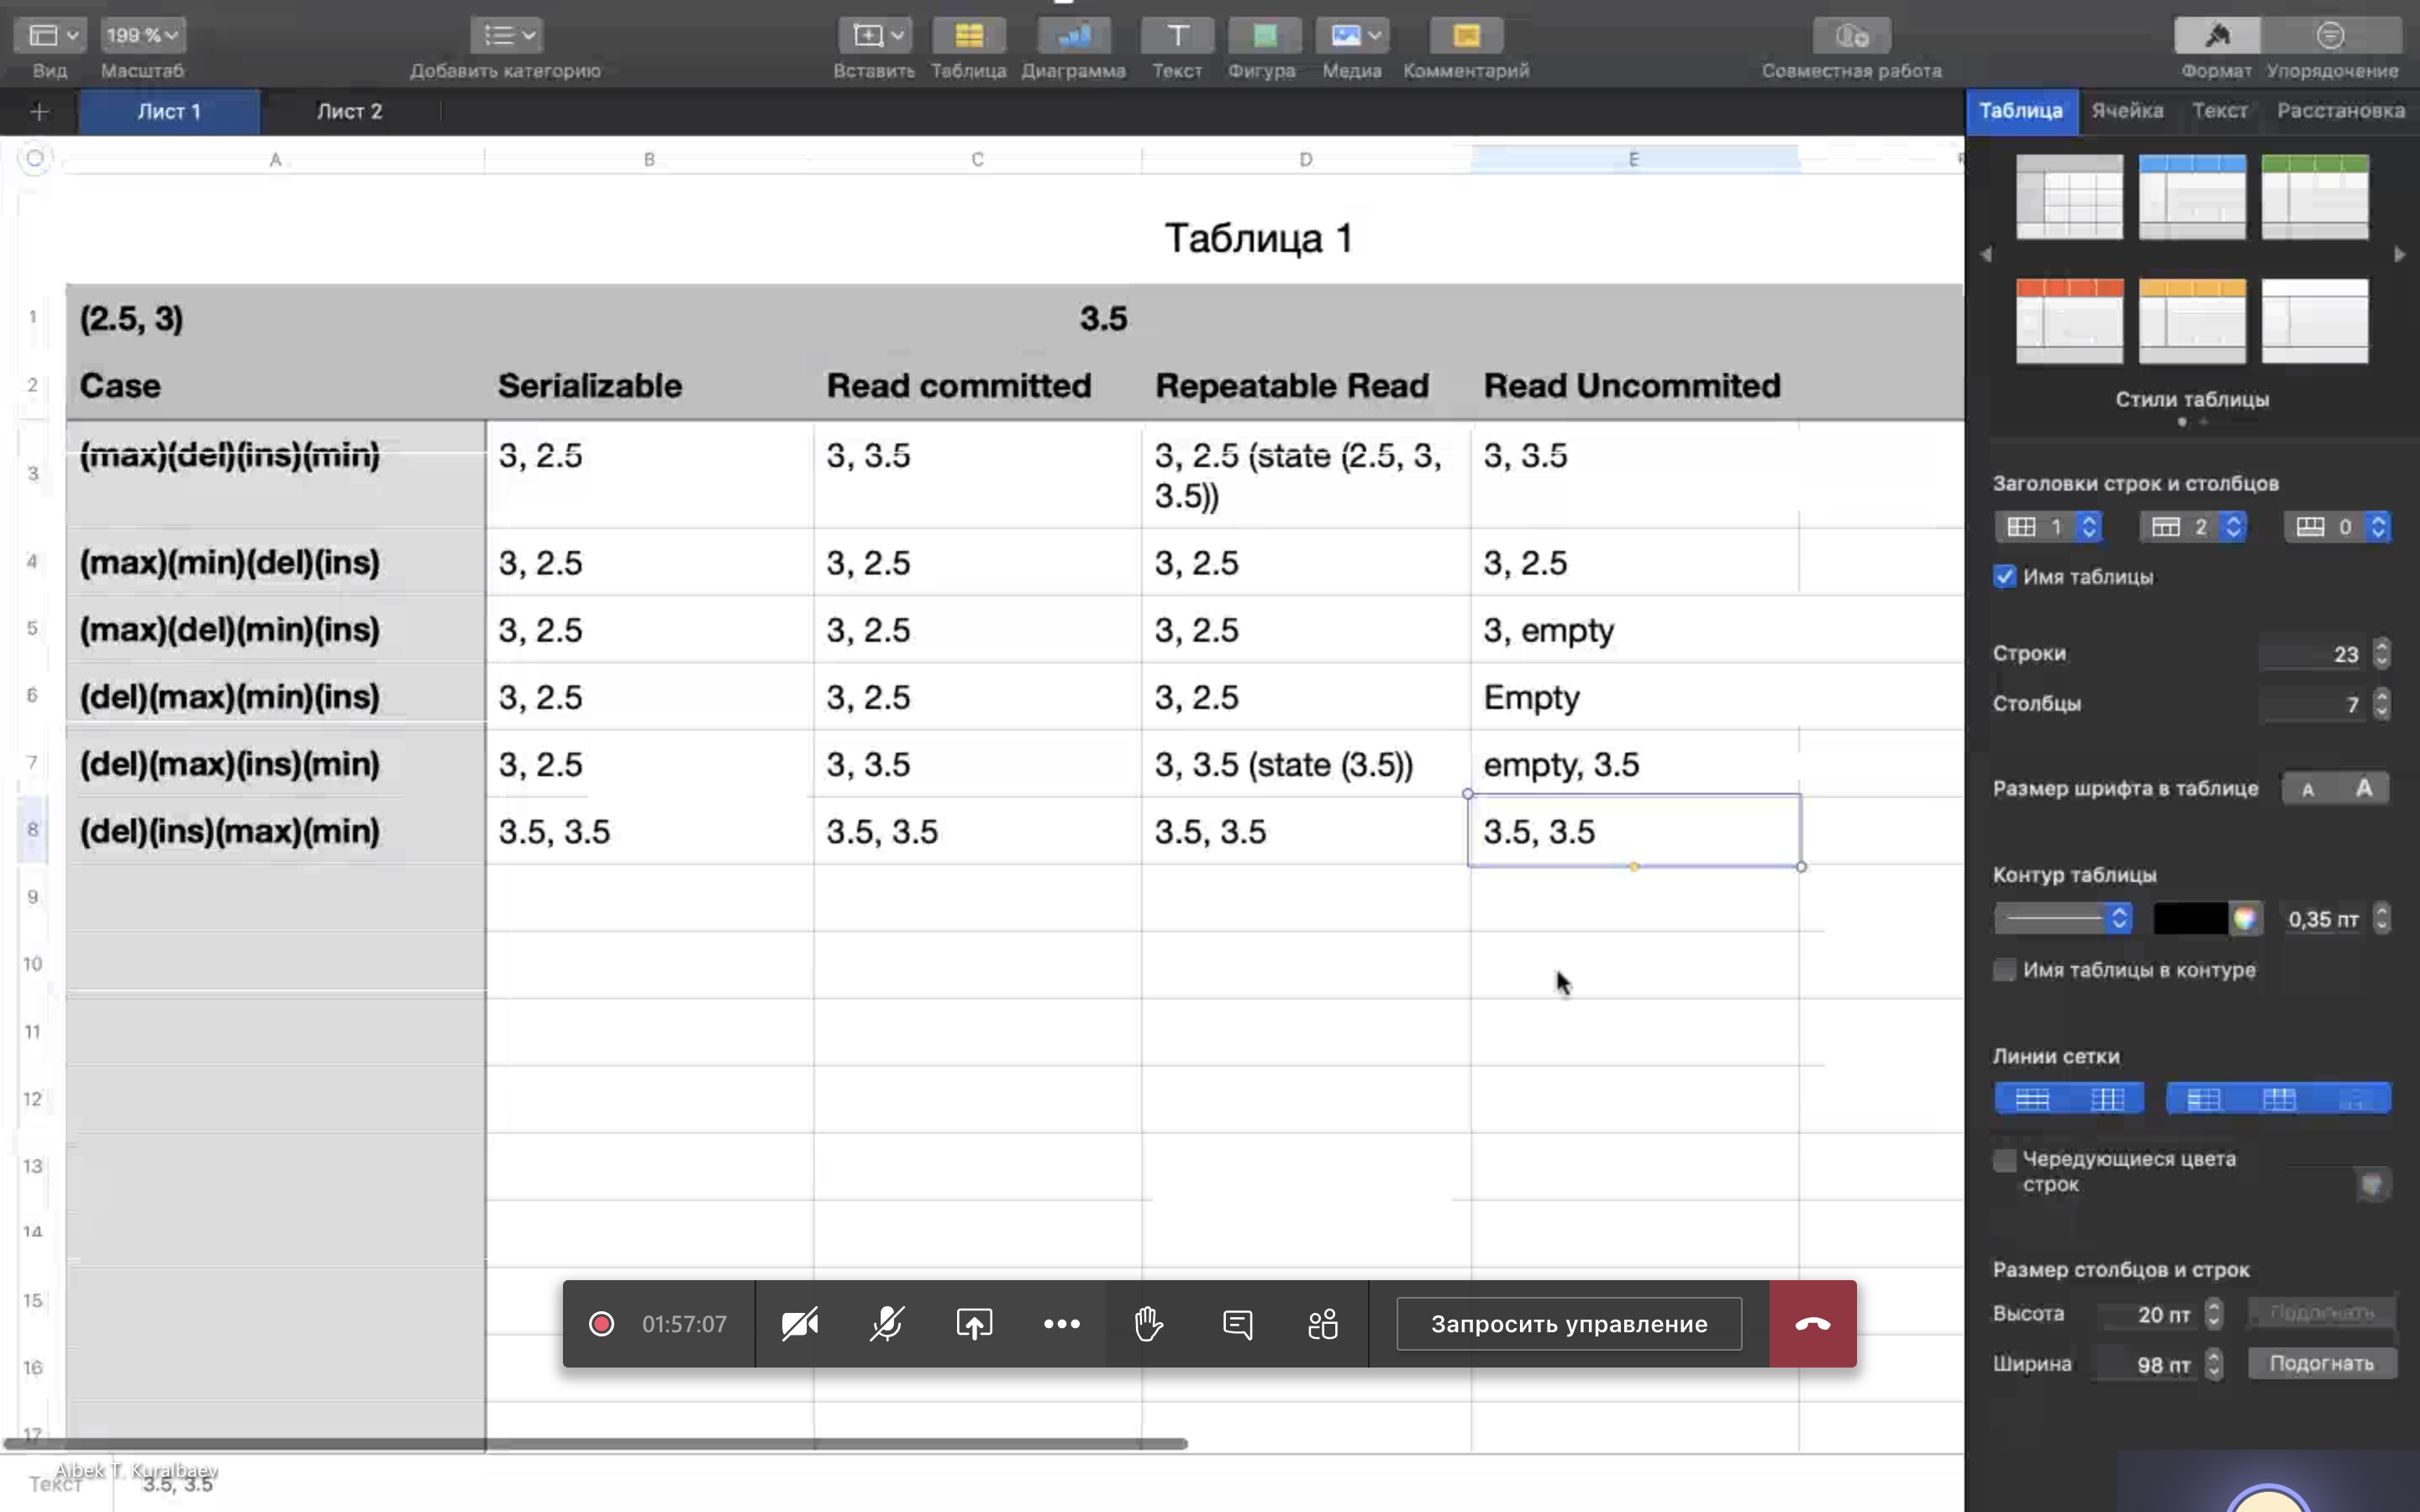 199 %
Вид Масштаб Добавить категорию Вставить Таблица Диаграмма Текст Фигура Медиа Комментарий Совместная работа Формат Упорядочение
Лист 1 Лист 2
Таблица Ячейка Текст Расстановка
A B C D E
Таблица 1
1 (2.5, 3) 3.5
2 Case Serializable Read committed Repeatable Read Read Uncommited
3 (max)(del)(ins)(min) 3, 2.5 3, 3.5 3, 2.5 (state (2.5, 3, 3, 3.5
3.5))
4 (max)(min)(del)(ins) 3, 2.5 3, 2.5 3, 2.5 3, 2.5
5 (max)(del)(min)(ins) 3, 2.5 3, 2.5 3, 2.5 3, empty
6 (del)(max)(min)(ins) 3, 2.5 3, 2.5 3, 2.5 Empty
7 (del)(max)(ins)(min) 3, 2.5 3, 3.5 3, 3.5 (state (3.5)) empty, 3.5
8 (del)(ins)(max)(min) 3.5, 3.5 3.5, 3.5 3.5, 3.5 3.5, 3.5
9
10
11
12
13
14
15
16
17
01:57:07 Запросить управление
Aibek T. Kuralbaev
Текст 3.5, 3.5
Стили таблицы
Заголовки строк и столбцов
1 2 0
Имя таблицы
Строки 23
Столбцы 7
Размер шрифта в таблице A A
Контур таблицы
0,35 пт
Имя таблицы в контуре
Линии сетки
Чередующиеся цвета
строк
Размер столбцов и строк
Высота 20 пт Подогнать
Ширина 98 пт Подогнать